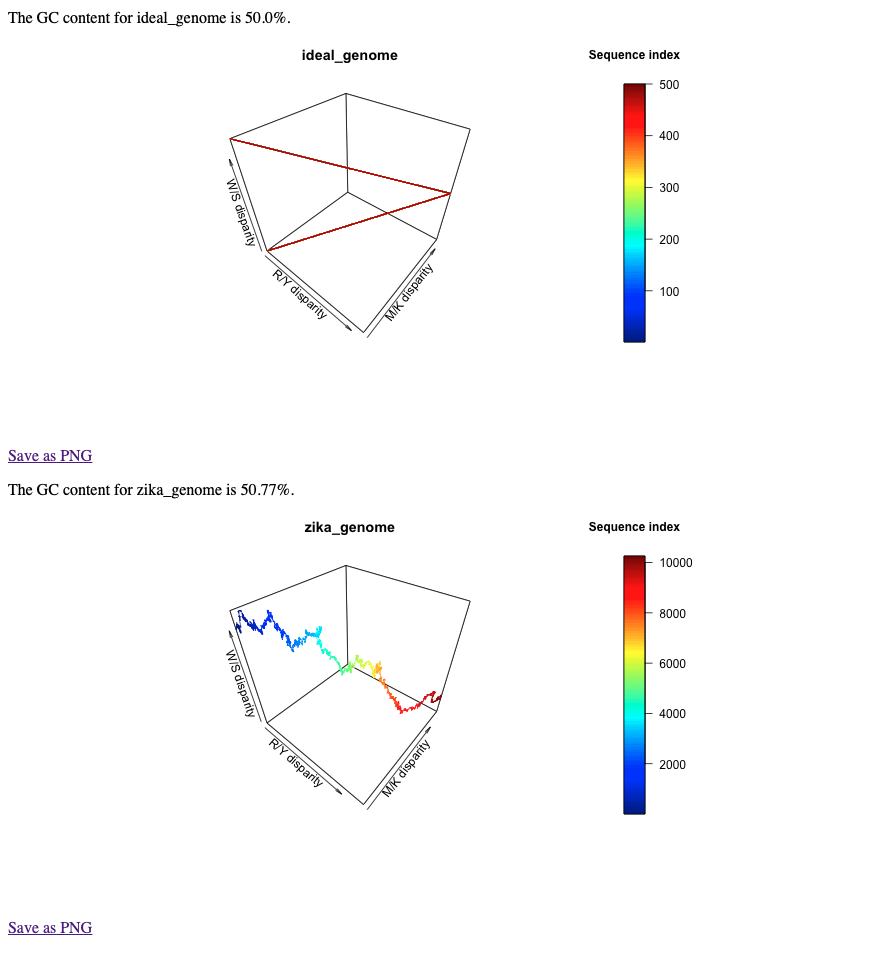 The GC content for ideal_genome is 50.0%.
ideal_genome
Sequence index
500
400
300
200
100
W/S disparity
R/Y disparity
M/K disparity
Save as PNG
The GC content for zika_genome is 50.77%.
zika_genome
Sequence index
10000
8000
6000
4000
2000
W/S disparity
R/Y disparity
M/K disparity
Save as PNG